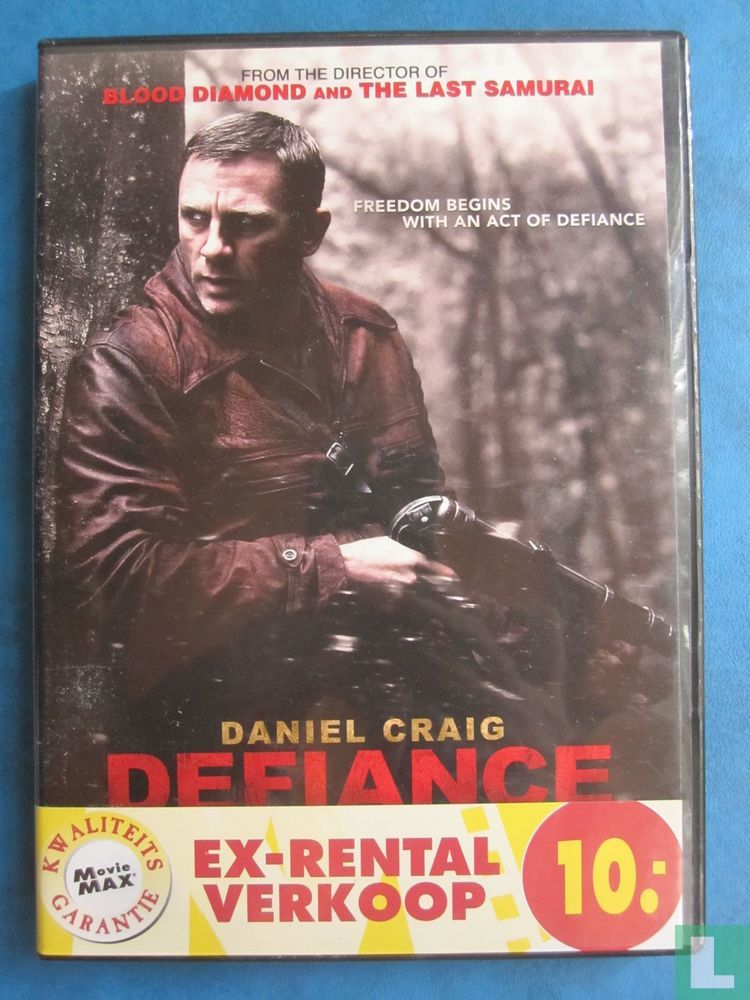 FROM THE DIRECTOR OF
BLOOD DIAMOND AND THE LAST SAMURAI
FREEDOM BEGINS
WITH AN ACT OF DEFIANCE
DANIEL CRAIG
DEFIANCE
KWALITEITS
Movie
MAX
GARANTIE
EX-RENTAL
VERKOOP
10.-
L